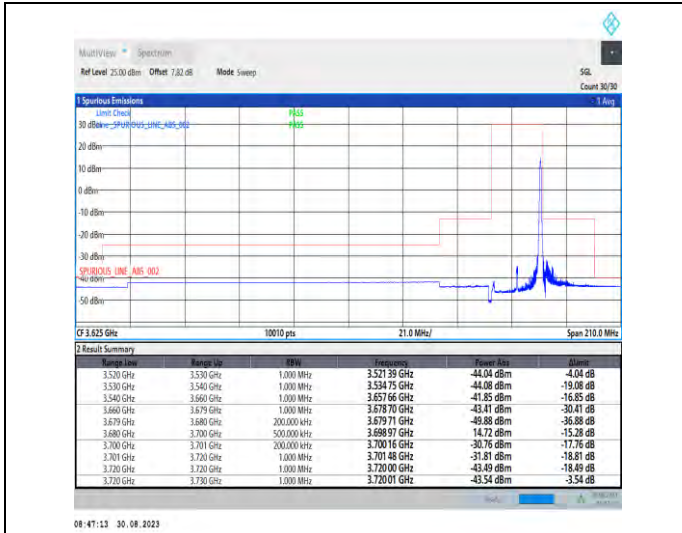 MultiView Spectrum
Ref Level 25.00 dBm Offset 7.82 dB Mode Sweep SGL
Count 30/30
1 Spurious Emissions 1 Avg
Limit Check PASS
30 dBm _SPURIOUS_LINE_ABS_002 PASS
20 dBm
10 dBm
0 dBm
-10 dBm
-20 dBm
-30 dBm
SPURIOUS_LINE_ABS_002
-40 dBm
-50 dBm
CF 3.625 GHz 10010 pts 21.0 MHz/ Span 210.0 MHz
2 Result Summary
Range Low Range Up RBW Frequency Power Abs ΔLimit
3.520 GHz 3.530 GHz 1.000 MHz 3.521 39 GHz -44.04 dBm -4.04 dB
3.530 GHz 3.540 GHz 1.000 MHz 3.534 75 GHz -44.08 dBm -19.08 dB
3.540 GHz 3.660 GHz 1.000 MHz 3.657 66 GHz -41.85 dBm -16.85 dB
3.660 GHz 3.679 GHz 1.000 MHz 3.678 70 GHz -43.41 dBm -30.41 dB
3.679 GHz 3.680 GHz 200.000 kHz 3.679 71 GHz -49.88 dBm -36.88 dB
3.680 GHz 3.700 GHz 500.000 kHz 3.698 97 GHz 14.72 dBm -15.28 dB
3.700 GHz 3.701 GHz 200.000 kHz 3.700 16 GHz -30.76 dBm -17.76 dB
3.701 GHz 3.720 GHz 1.000 MHz 3.701 48 GHz -31.81 dBm -18.81 dB
3.720 GHz 3.720 GHz 1.000 MHz 3.720 00 GHz -43.49 dBm -18.49 dB
3.720 GHz 3.730 GHz 1.000 MHz 3.720 01 GHz -43.54 dBm -3.54 dB
08:47:13 30.08.2023